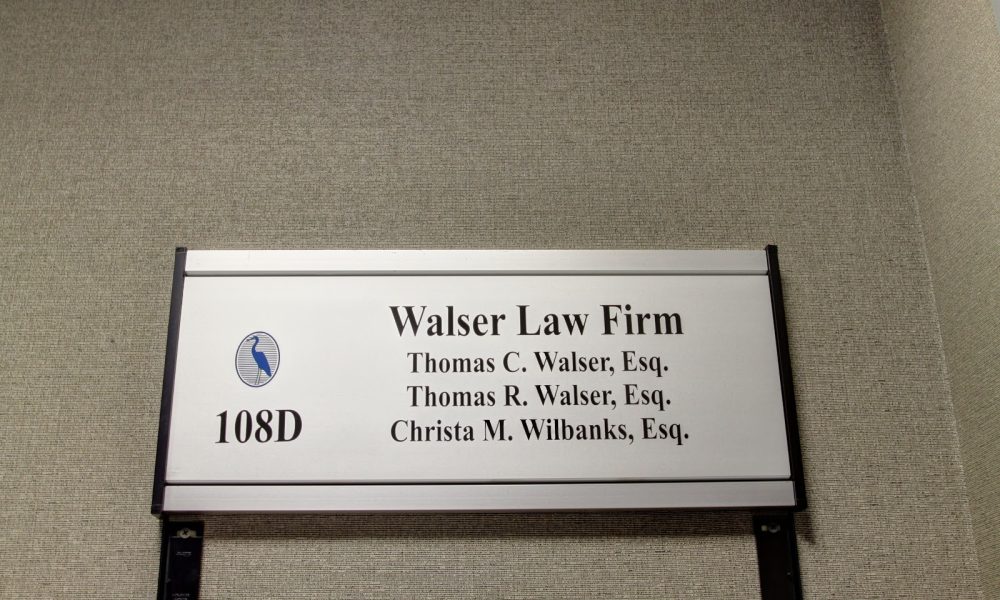 Walser Law Firm
Thomas C. Walser, Esq.
Thomas R. Walser, Esq.
Christa M. Wilbanks, Esq.
108D